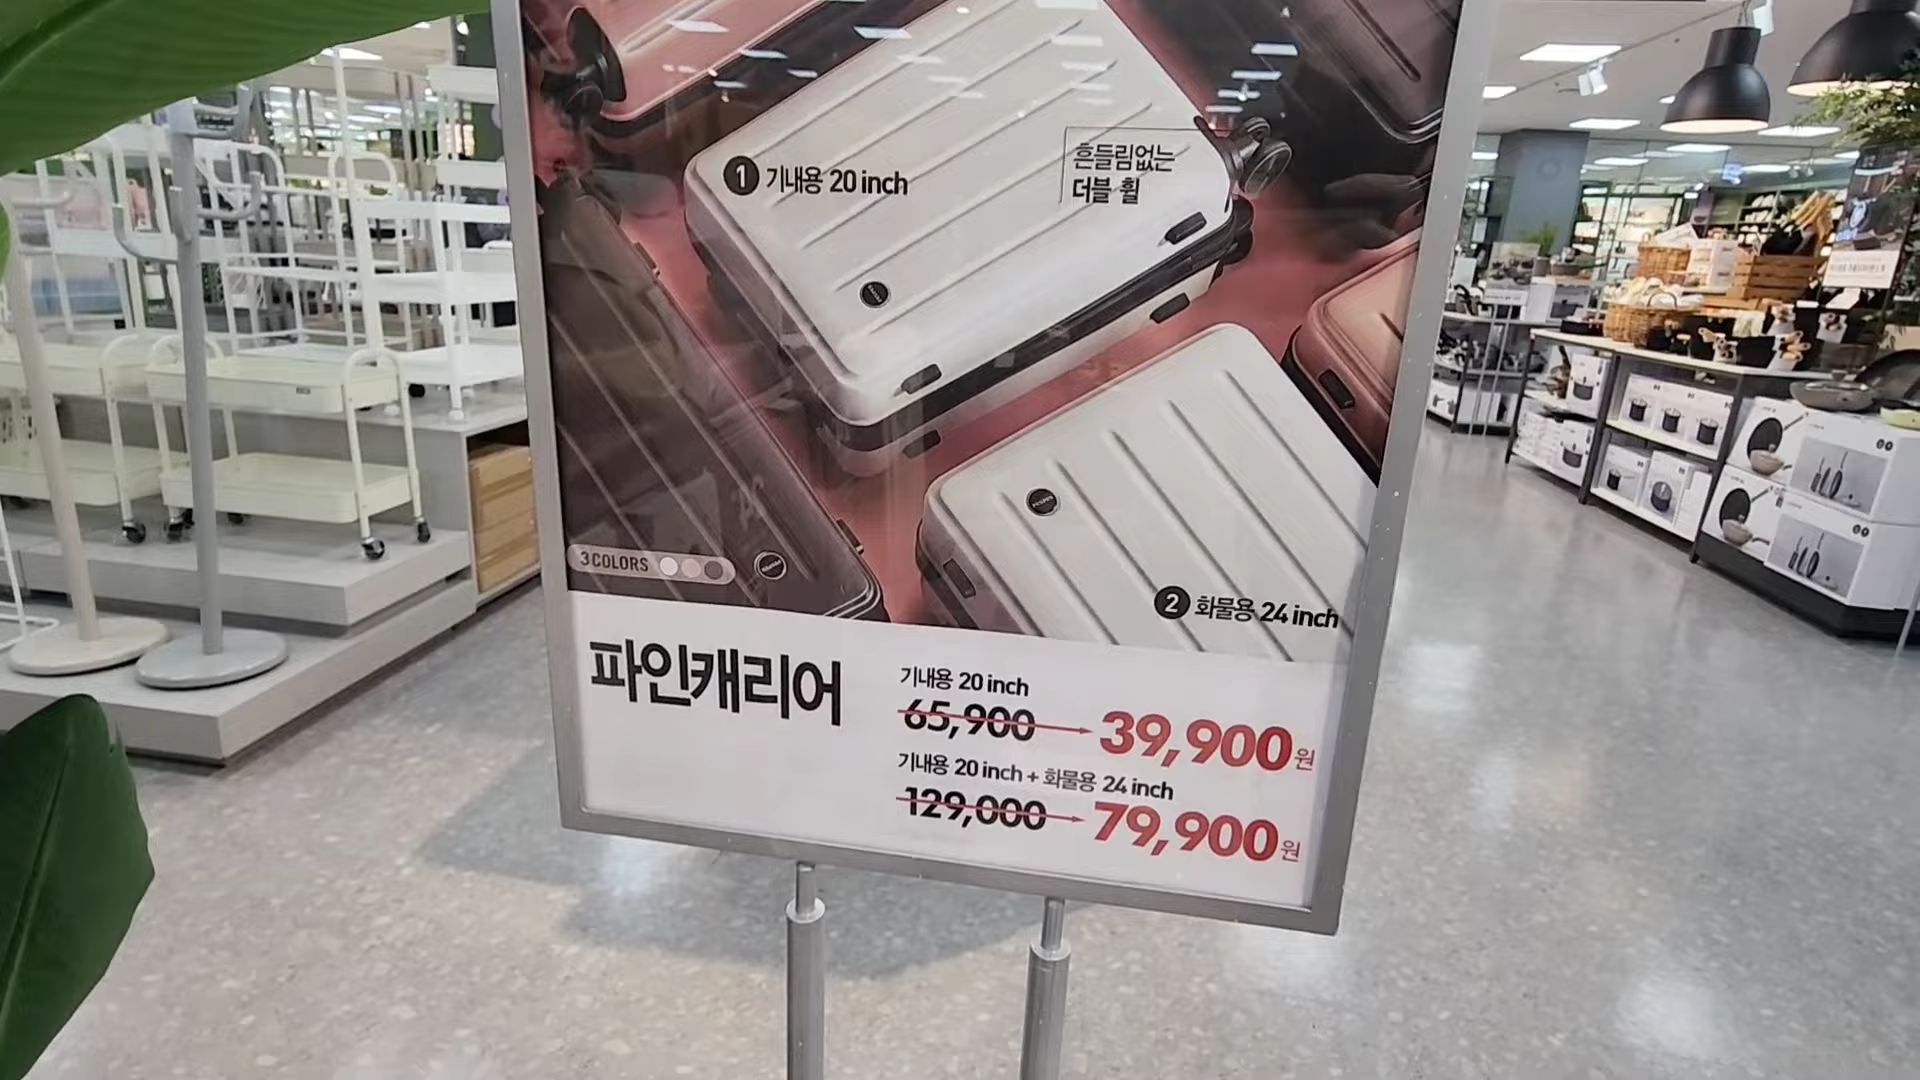 1 기내용 20 inch
흔들림없는
더블 휠
3 COLORS
2 화물용 24 inch
파인캐리어
기내용 20 inch
65,900 → 39,900원
기내용 20 inch + 화물용 24 inch
129,000 → 79,900원